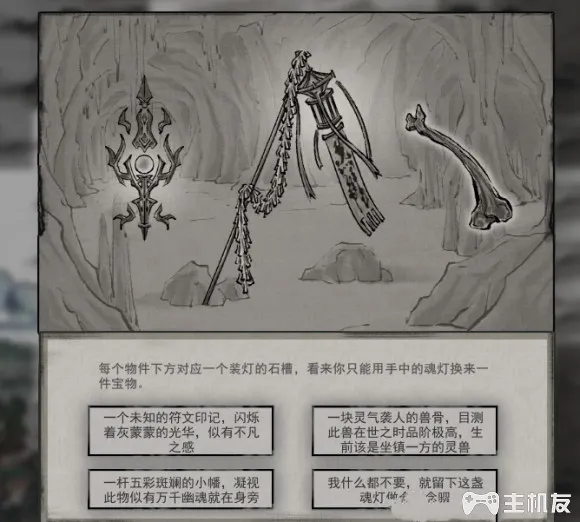 每个物件下方对应一个装灯的石槽，看来你只能用手中的魂灯换来一
件宝物。
一个未知的符文印记，闪烁
着灰蒙蒙的光华，似有不凡
之感
一块灵气袭人的兽骨，目测
此兽在世之时品阶极高，生
前该是坐镇一方的灵兽
一杆五彩斑斓的小幡，凝视
此物似有万千幽魂就在身旁
我什么都不要，就留下这盏
魂灯做个念
主机友